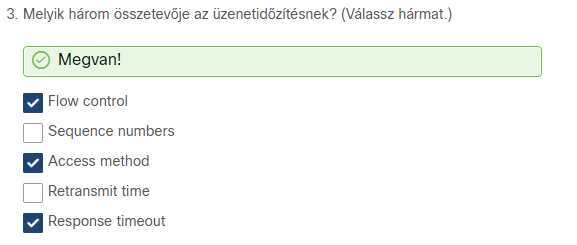 3. Melyik három összetevője az üzenetidőzítésnek? (Válassz hármat.)
Megvan!
Flow control
Sequence numbers
Access method
Retransmit time
Response timeout